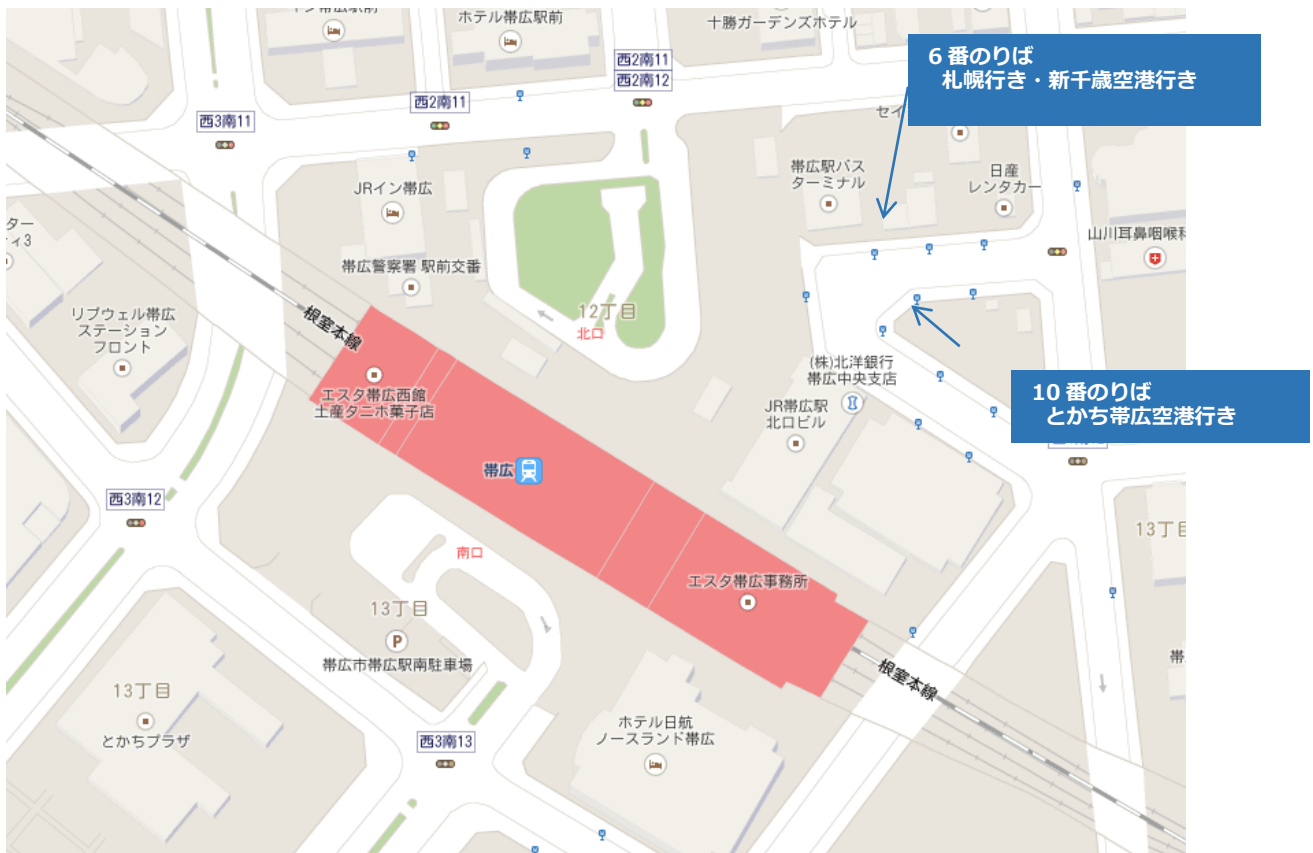 ホテル帯広駅前
十勝ガーデンズホテル
西2南11
西2南12
6 番のりば
札幌行き・新千歳空港行き
西2南11
西3南11
セイ
帯広駅バス
ターミナル
日産
レンタカー
JRイン帯広
山川耳鼻咽喉科
帯広警察署 駅前交番
ター
ィ3
12丁目
北口
リブウェル帯広
ステーション
フロント
根室本線
(株)北洋銀行
帯広中央支店
エスタ帯広西館
土産タニホ菓子店
JR帯広駅
北口ビル
10 番のりば
とかち帯広空港行き
帯広
西3南12
13丁目
南口
エスタ帯広事務所
13丁目
P
帯広市帯広駅南駐車場
根室本線
帯
13丁目
とかちプラザ
ホテル日航
ノースランド帯広
西3南13